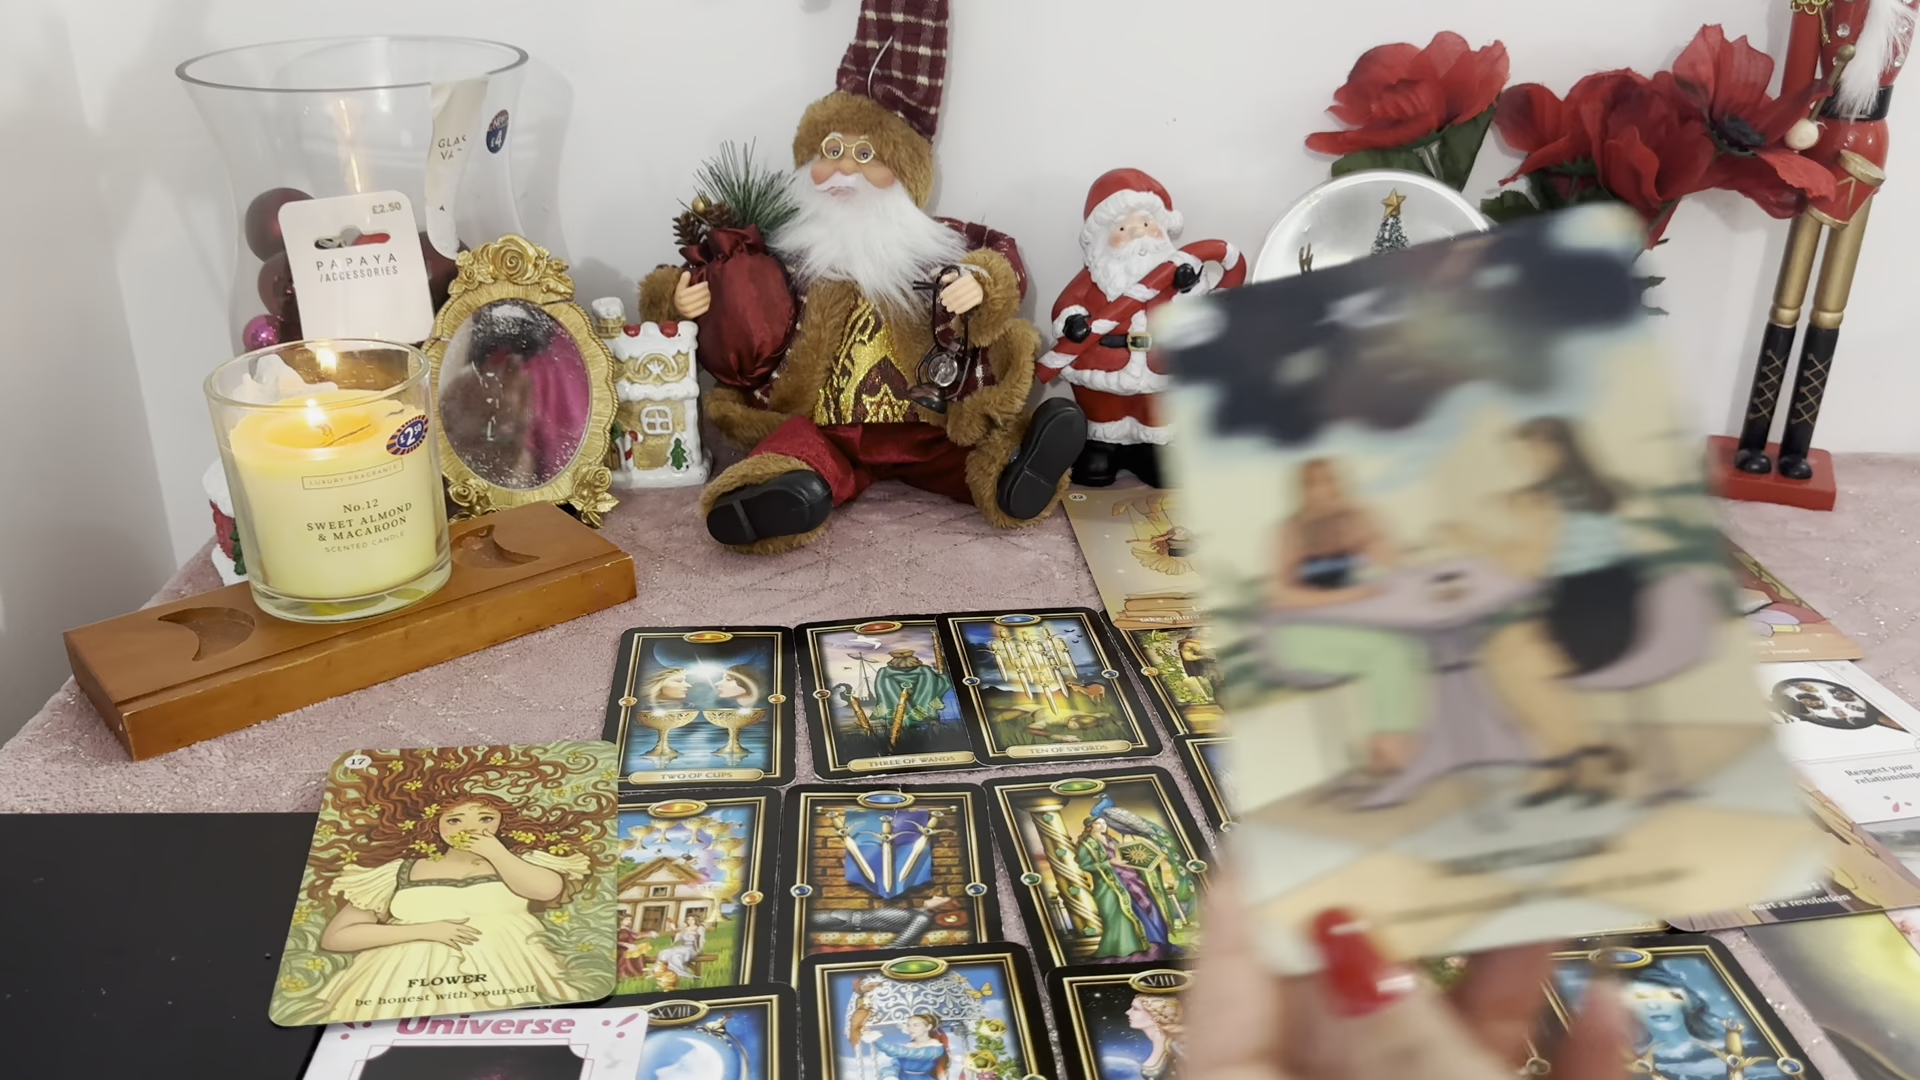 GLAS
VA
£4
£2.50
PAPAYA
/ACCESSORIES
£2.50
LUXURY FRAGRANCE
No.12
SWEET ALMOND
& MACAROON
SCENTED CANDLE
take control
TWO OF CUPS
THREE OF WANDS
TEN OF SWORDS
Respect your
relationship
start a revolution
17
FLOWER
be honest with yourself
Universe
XVIII
VIII